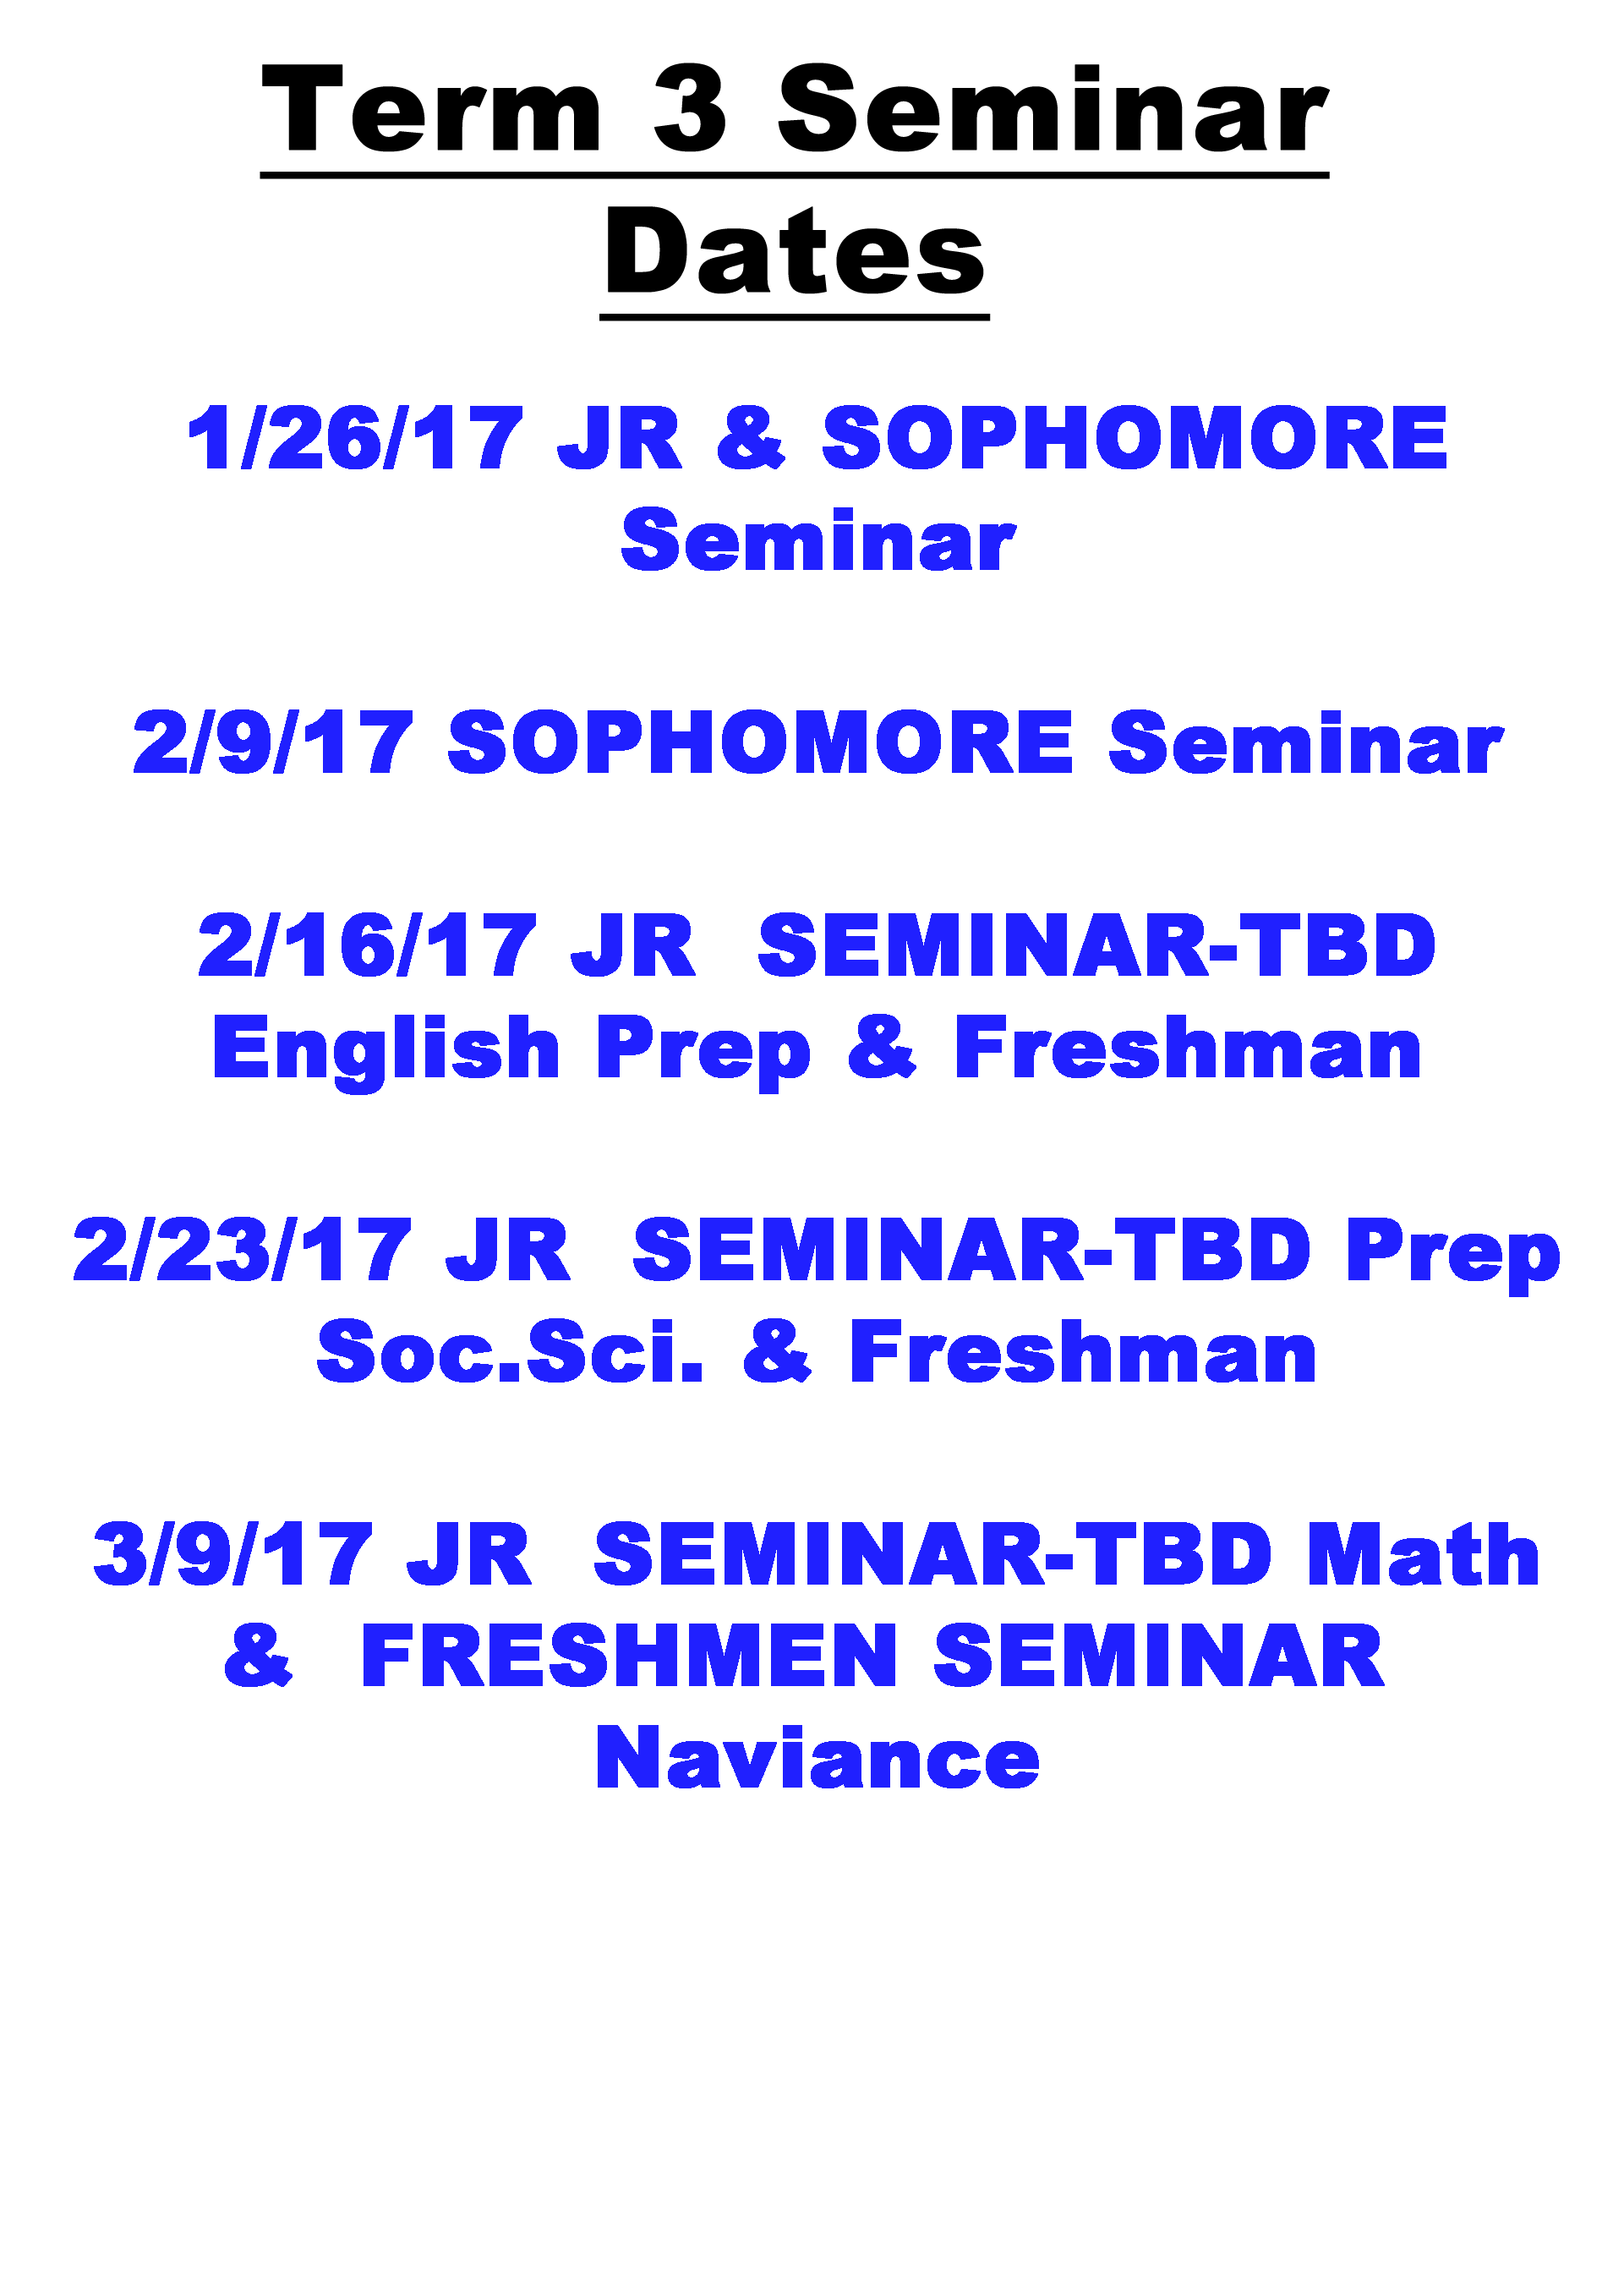 Term 3 Seminar
Dates
1/26/17 JR & SOPHOMORE
Seminar
2/9/17 SOPHOMORE Seminar
2/16/17 JR  SEMINAR-TBD
English Prep & Freshman
2/23/17 JR  SEMINAR-TBD Prep
Soc.Sci. & Freshman
3/9/17 JR  SEMINAR-TBD Math
&  FRESHMEN SEMINAR
Naviance